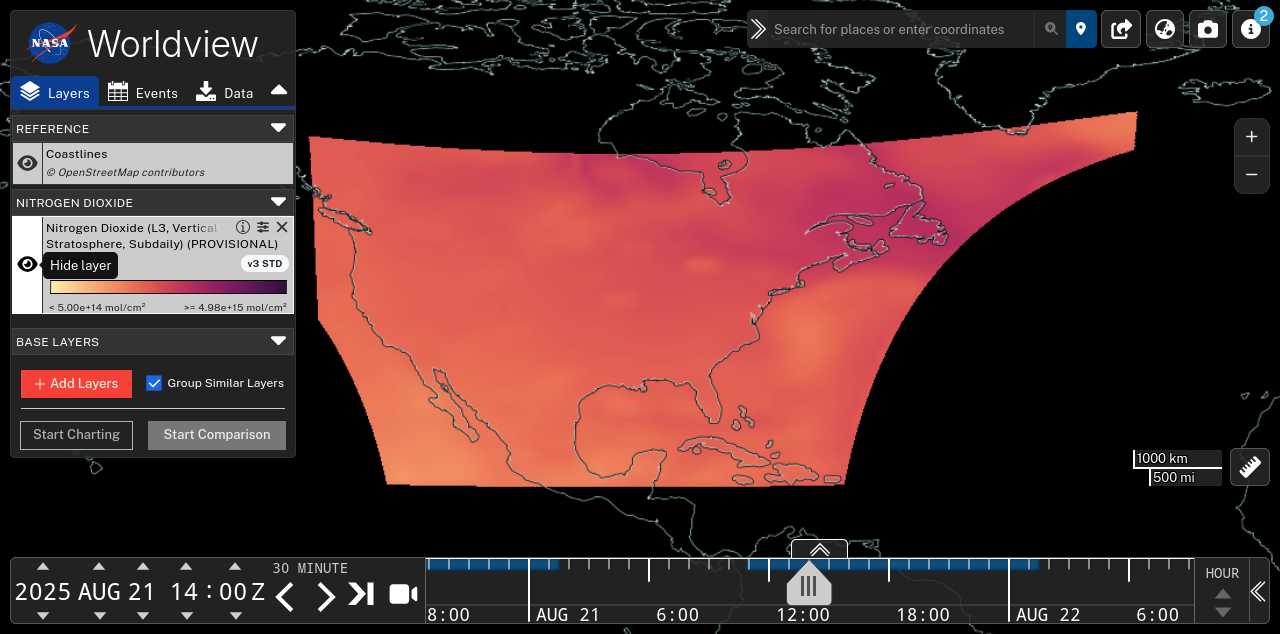 NASA
Worldview
Layers
Events
Data
REFERENCE
Coastlines
© OpenStreetMap contributors
NITROGEN DIOXIDE
Nitrogen Dioxide (L3, Vertical
Stratosphere, Subdaily) (PROVISIONAL)
Hide layer
v3 STD
< 5.00e+14 mol/cm²
>= 4.98e+15 mol/cm²
BASE LAYERS
+ Add Layers
Group Similar Layers
Start Charting
Start Comparison
Search for places or enter coordinates
2
+
−
1000 km
500 mi
2025 AUG 21 14:00 Z
30 MINUTE
8:00
AUG 21
6:00
12:00
18:00
AUG 22
6:00
HOUR